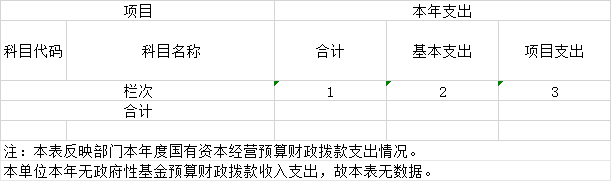 项目 本年支出
科目代码 科目名称 合计 基本支出 项目支出
栏次 1 2 3
合计
注：本表反映部门本年度国有资本经营预算财政拨款支出情况。
本单位本年无政府性基金预算财政拨款收入支出，故本表无数据。